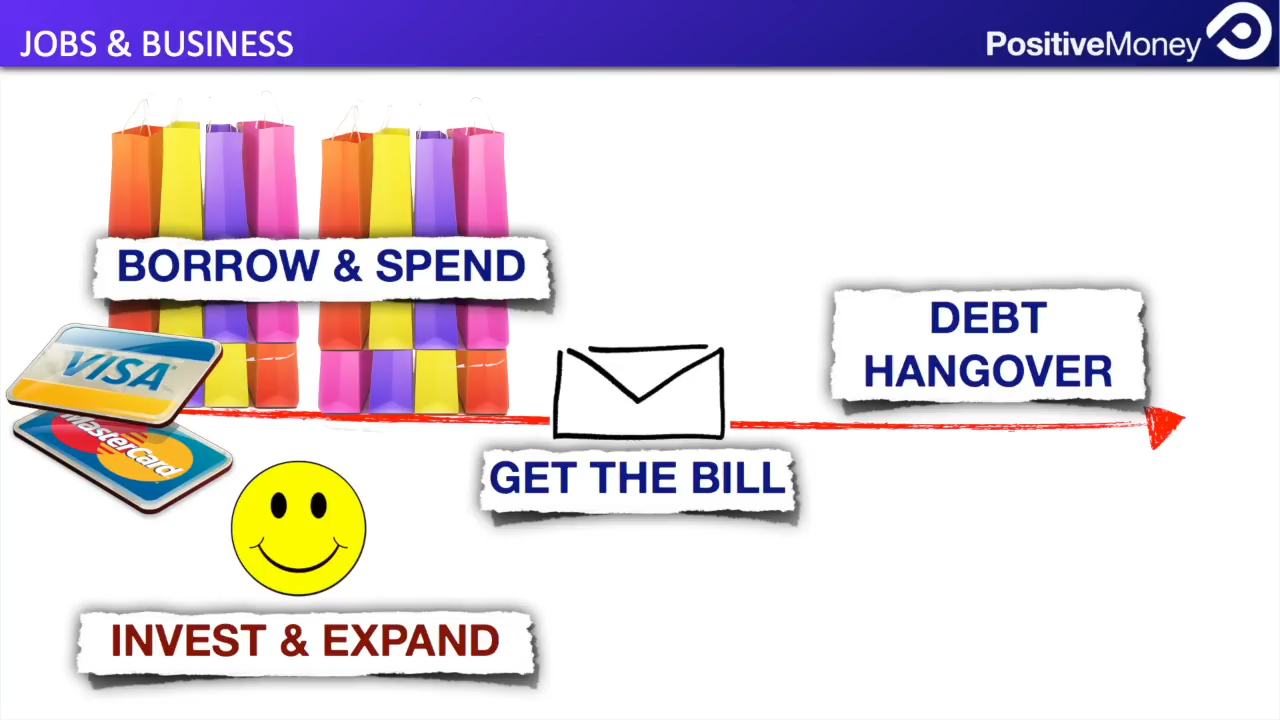 JOBS & BUSINESS
PositiveMoney
BORROW & SPEND
VISA
MasterCard
DEBT
HANGOVER
GET THE BILL
INVEST & EXPAND